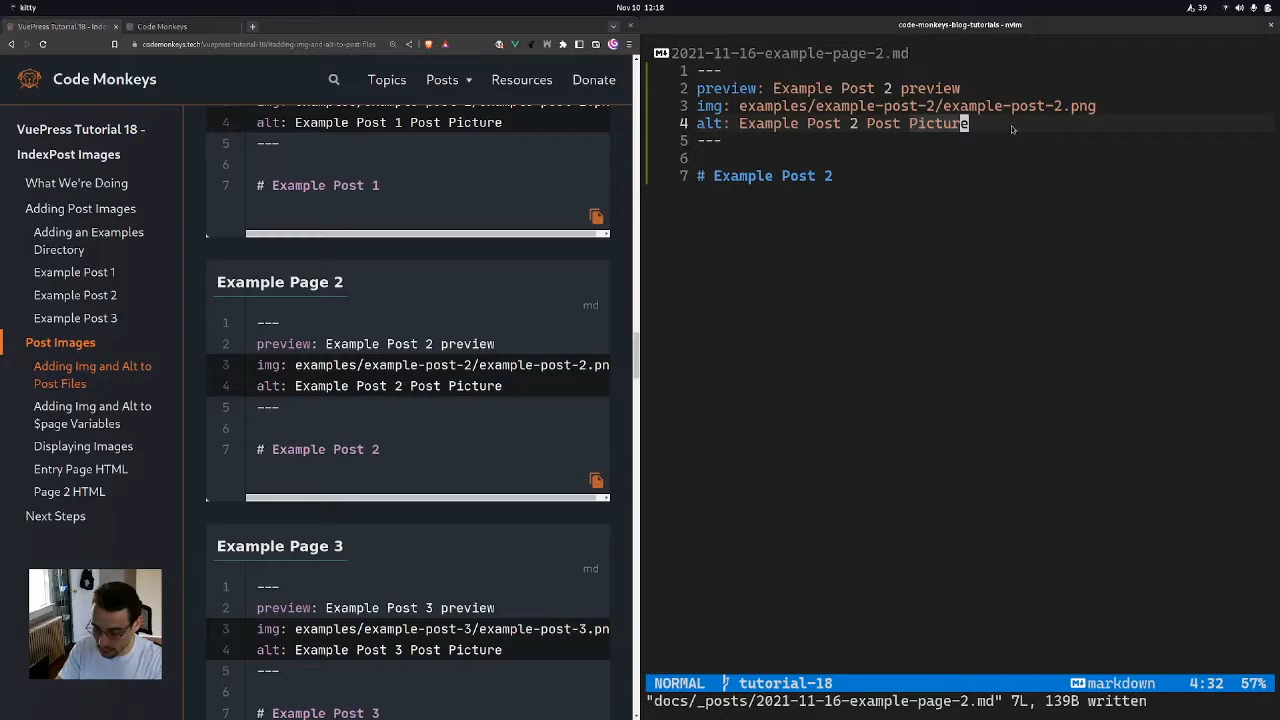 kitty
Nov 10 12:18
39
VuePress Tutorial 18 - Inde
Code Monkeys
codemonkeys.tech/vuepress-tutorial-18/#adding-img-and-alt-to-post-files
code-monkeys-blog-tutorials - nvim
Code Monkeys
Topics
Posts
Resources
Donate
VuePress Tutorial 18 -
IndexPost Images
What We're Doing
Adding Post Images
Adding an Examples
Directory
Example Post 1
Example Post 2
Example Post 3
Post Images
Adding Img and Alt to
Post Files
Adding Img and Alt to
$page Variables
Displaying Images
Entry Page HTML
Page 2 HTML
Next Steps
4 alt: Example Post 1 Post Picture
5 ---
6
7 # Example Post 1
Example Page 2
md
1 ---
2 preview: Example Post 2 preview
3 img: examples/example-post-2/example-post-2.pn
4 alt: Example Post 2 Post Picture
5 ---
6
7 # Example Post 2
Example Page 3
md
1 ---
2 preview: Example Post 3 preview
3 img: examples/example-post-3/example-post-3.pn
4 alt: Example Post 3 Post Picture
5 ---
6
7 # Example Post 3
2021-11-16-example-page-2.md
1 ---
2 preview: Example Post 2 preview
3 img: examples/example-post-2/example-post-2.png
4 alt: Example Post 2 Post Picture
5 ---
6
7 # Example Post 2
NORMAL tutorial-18 markdown 4:32 57%
"docs/_posts/2021-11-16-example-page-2.md" 7L, 139B written